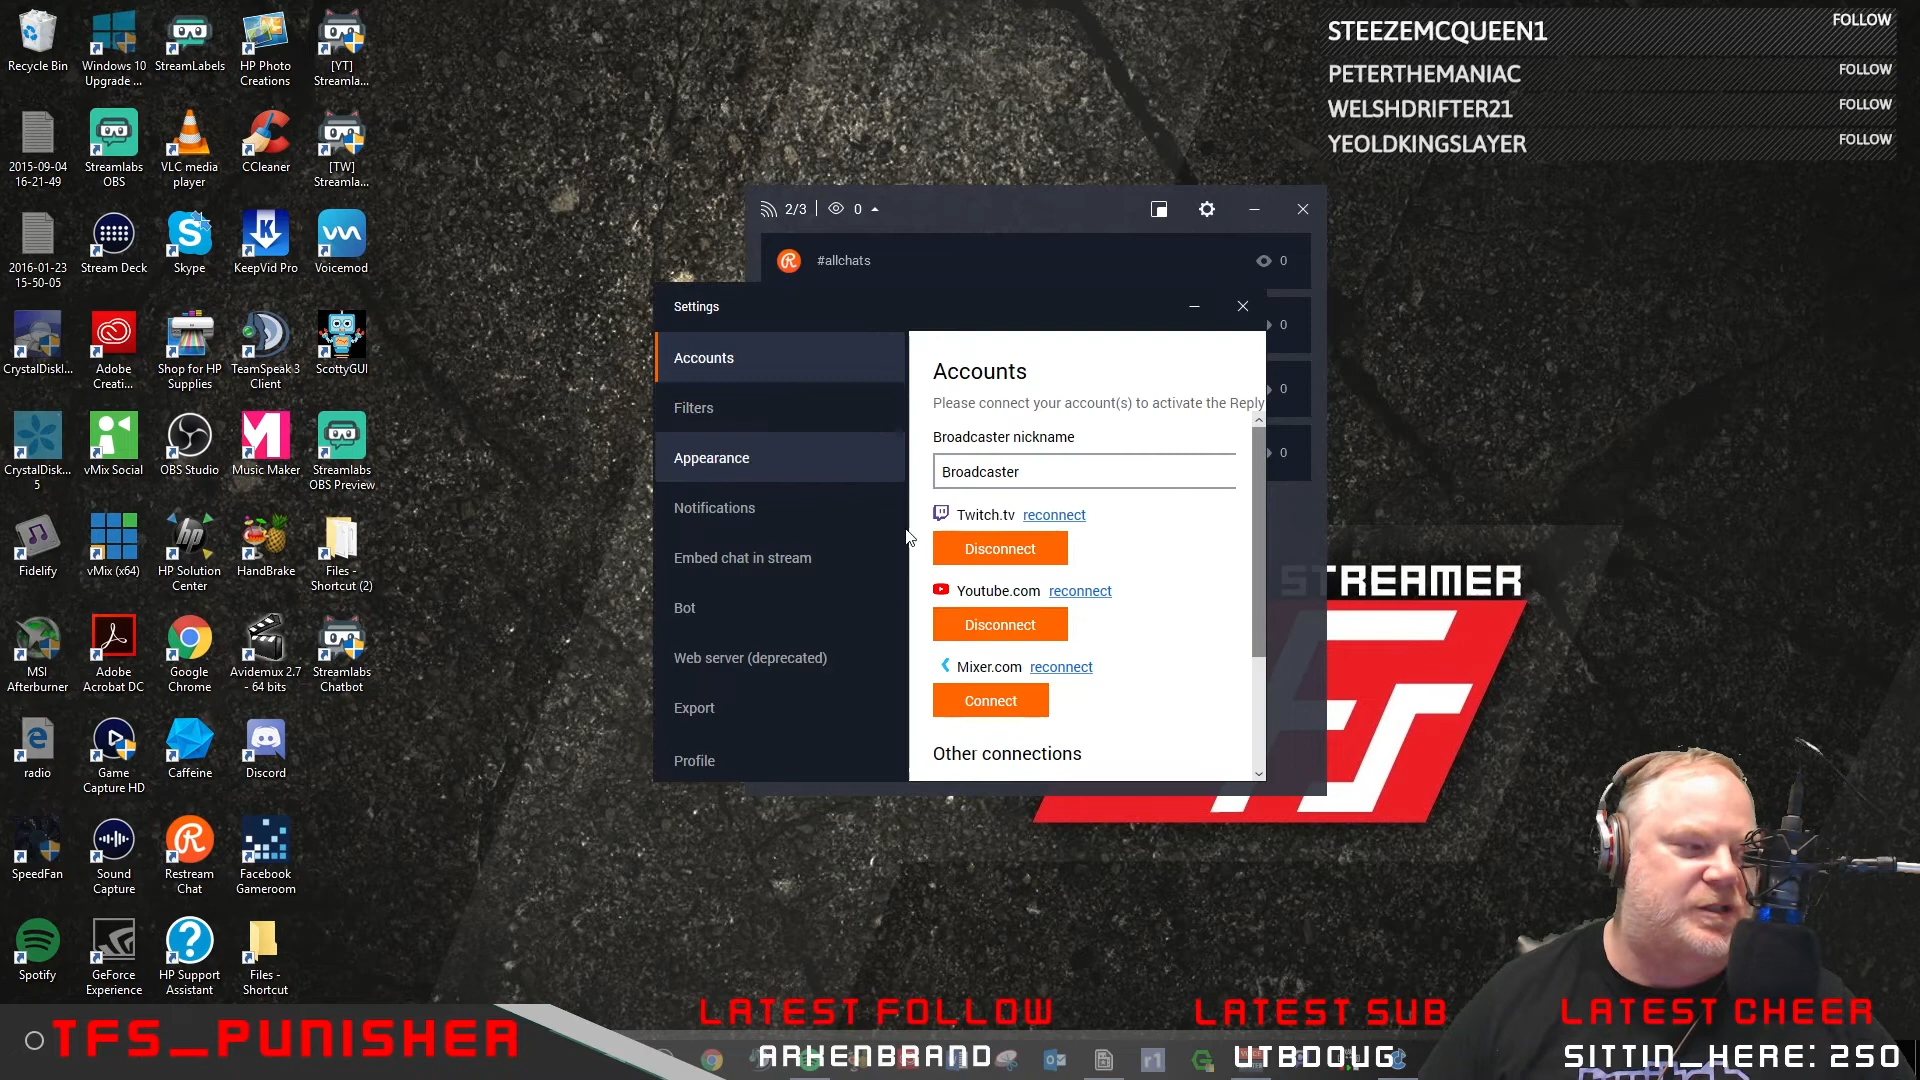 Recycle Bin
Windows 10
Upgrade ...
StreamLabels
HP Photo
Creations
[YT]
Streamla...
2015-09-04
16-21-49
Streamlabs
OBS
VLC media
player
CCleaner
[TW]
Streamla...
2016-01-23
15-50-05
Stream Deck
Skype
KeepVid Pro
Voicemod
CrystalDiskI...
Adobe
Creati...
Shop for HP
Supplies
TeamSpeak 3
Client
ScottyGUI
CrystalDisk...
5
vMix Social
OBS Studio
Music Maker
Streamlabs
OBS Preview
Fidelify
vMix (x64)
HP Solution
Center
HandBrake
Files -
Shortcut (2)
MSI
Afterburner
Adobe
Acrobat DC
Google
Chrome
Avidemux 2.7
- 64 bits
Streamlabs
Chatbot
radio
Game
Capture HD
Caffeine
Discord
SpeedFan
Sound
Capture
Restream
Chat
Facebook
Gameroom
Spotify
GeForce
Experience
HP Support
Assistant
Files -
Shortcut
STEEZEMCQUEEN1 FOLLOW
PETERTHEMANIAC FOLLOW
WELSHDRIFTER21 FOLLOW
YEOLDKINGSLAYER FOLLOW
2/3 0
#allchats 0
0
0
0
Settings
Accounts
Filters
Appearance
Notifications
Embed chat in stream
Bot
Web server (deprecated)
Export
Profile
Accounts
Please connect your account(s) to activate the Reply
Broadcaster nickname
Broadcaster
Twitch.tv reconnect
Disconnect
Youtube.com reconnect
Disconnect
Mixer.com reconnect
Connect
Other connections
STREAMER
TFS_PUNISHER
LATEST FOLLOW
ARKENBRAND
LATEST SUB
UTBDOUG
LATEST CHEER
SITTIN_HERE: 250